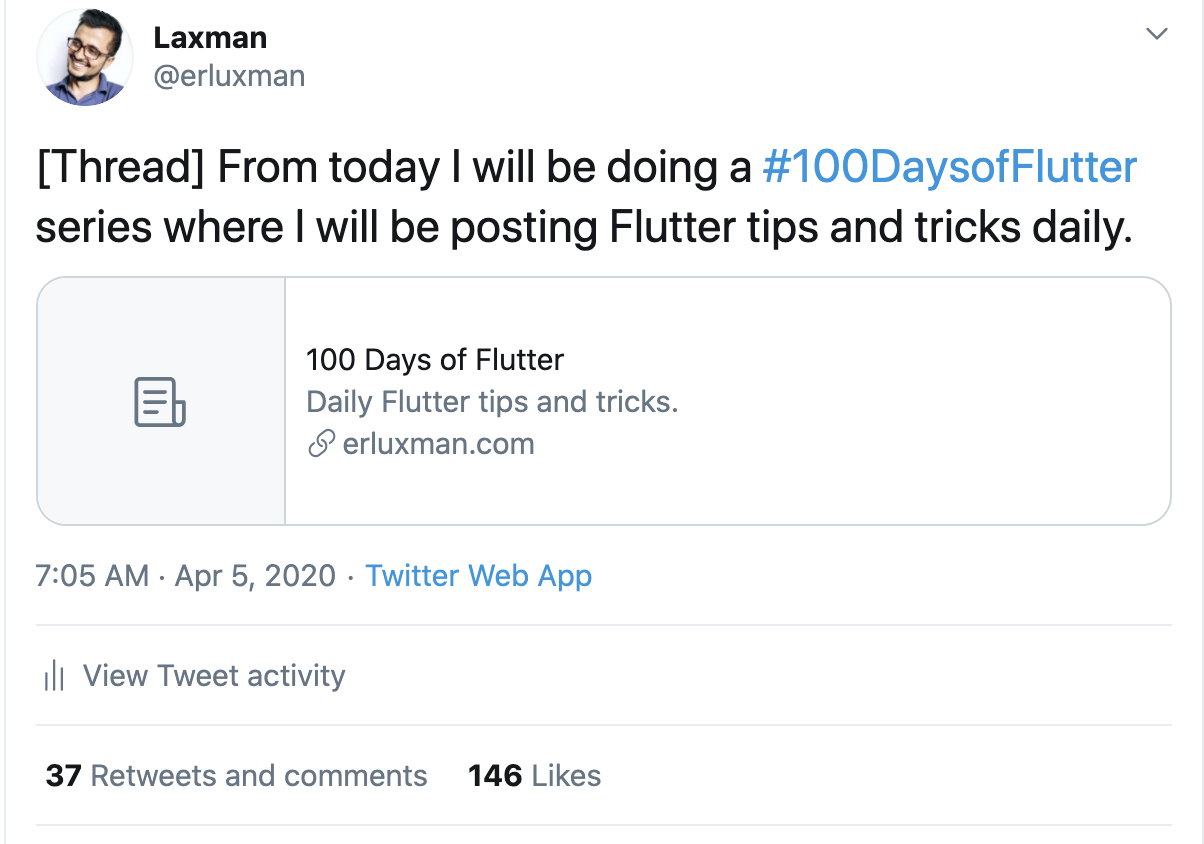 Laxman
@erluxman
[Thread] From today I will be doing a #100DaysofFlutter
series where I will be posting Flutter tips and tricks daily.
100 Days of Flutter
Daily Flutter tips and tricks.
erluxman.com
7:05 AM · Apr 5, 2020 · Twitter Web App
View Tweet activity
37 Retweets and comments 146 Likes